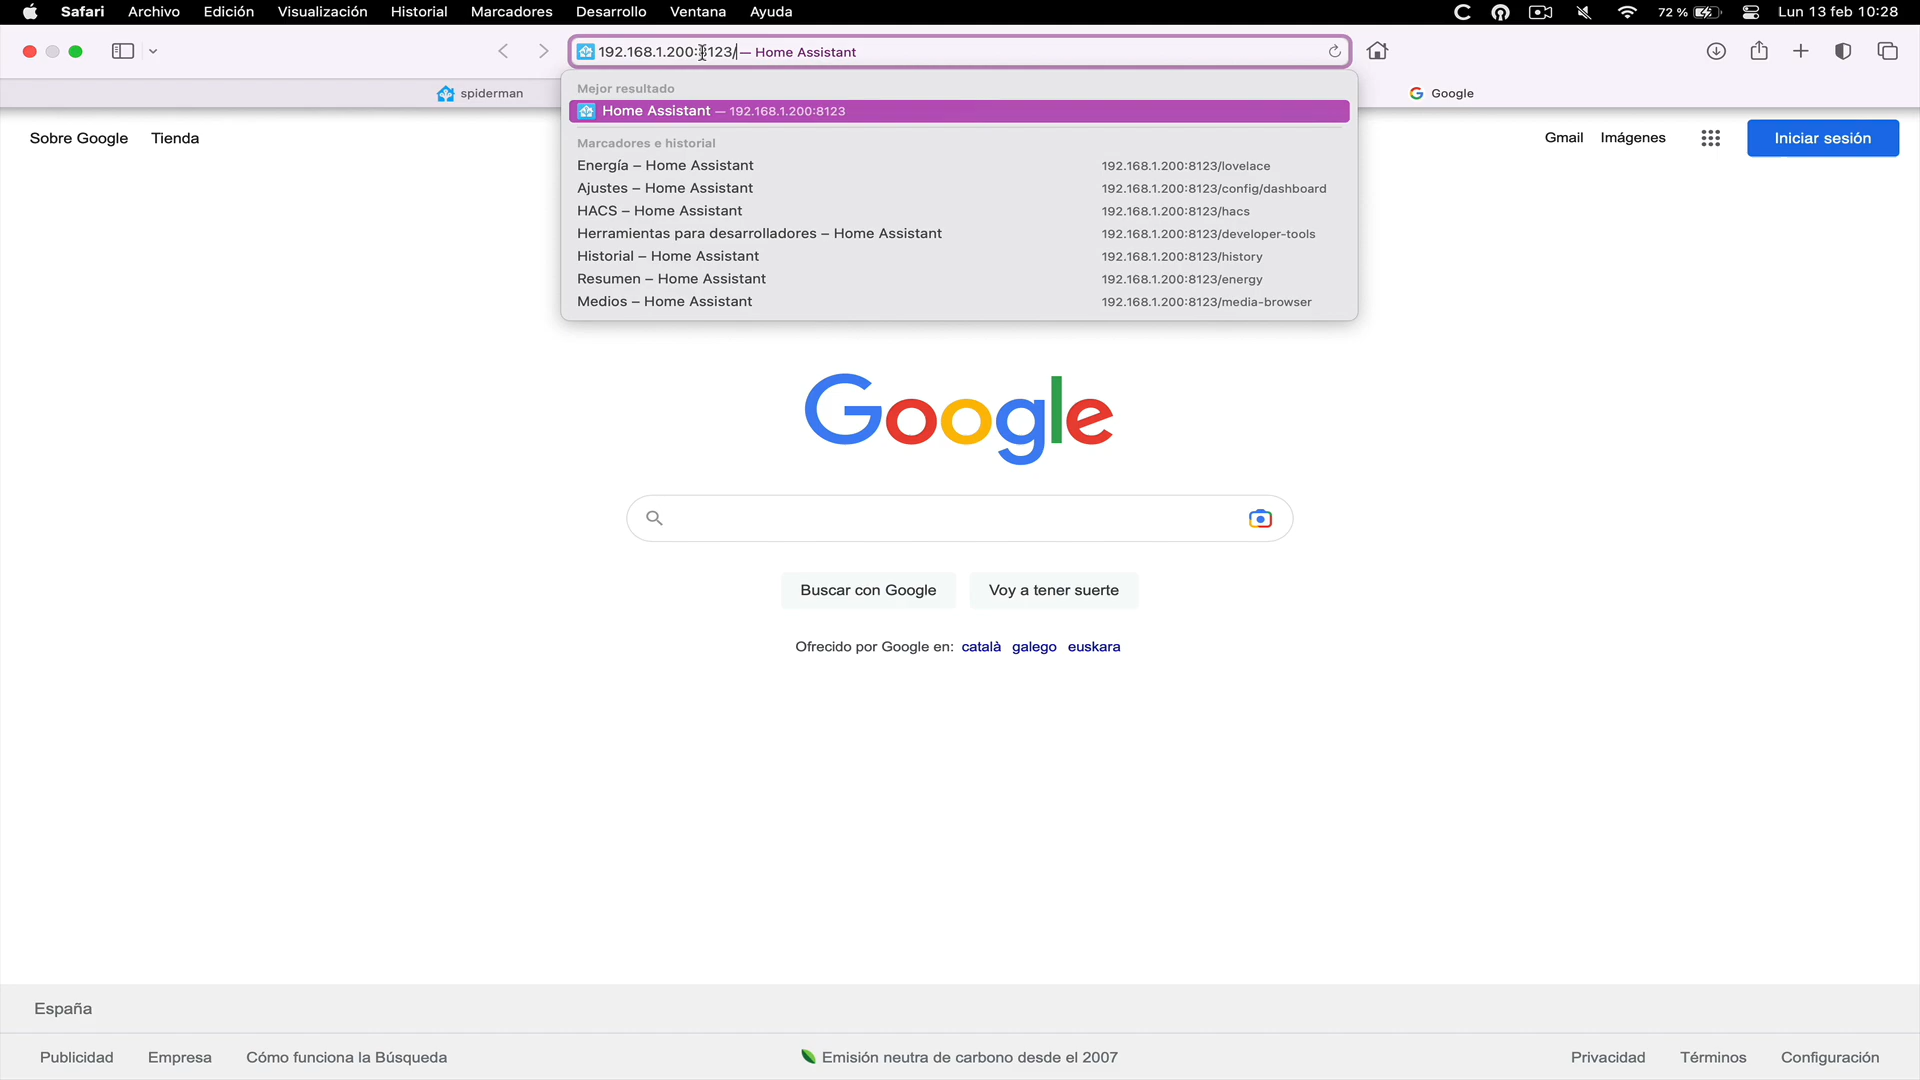 Safari Archivo Edición Visualización Historial Marcadores Desarrollo Ventana Ayuda 72 % Lun 13 feb 10:28
192.168.1.200:8123/ — Home Assistant
spiderman
Google
Mejor resultado
Home Assistant — 192.168.1.200:8123
Marcadores e historial
Energía – Home Assistant 192.168.1.200:8123/lovelace
Ajustes – Home Assistant 192.168.1.200:8123/config/dashboard
HACS – Home Assistant 192.168.1.200:8123/hacs
Herramientas para desarrolladores – Home Assistant 192.168.1.200:8123/developer-tools
Historial – Home Assistant 192.168.1.200:8123/history
Resumen – Home Assistant 192.168.1.200:8123/energy
Medios – Home Assistant 192.168.1.200:8123/media-browser
Sobre Google Tienda Gmail Imágenes Iniciar sesión
Google
Buscar con Google Voy a tener suerte
Ofrecido por Google en: català galego euskara
España
Publicidad Empresa Cómo funciona la Búsqueda Emisión neutra de carbono desde el 2007 Privacidad Términos Configuración